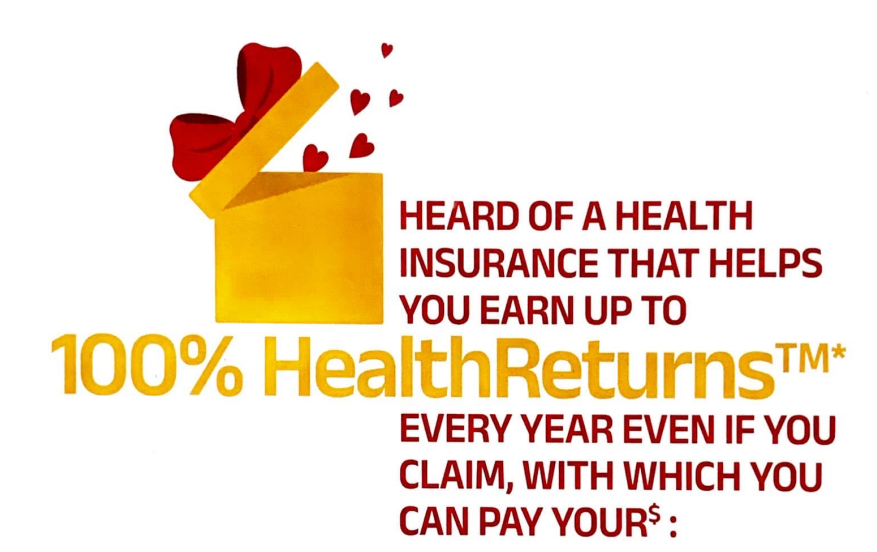 HEARD OF A HEALTH
INSURANCE THAT HELPS
YOU EARN UP TO
100% HealthReturns™*
EVERY YEAR EVEN IF YOU
CLAIM, WITH WHICH YOU
CAN PAY YOUR$ :